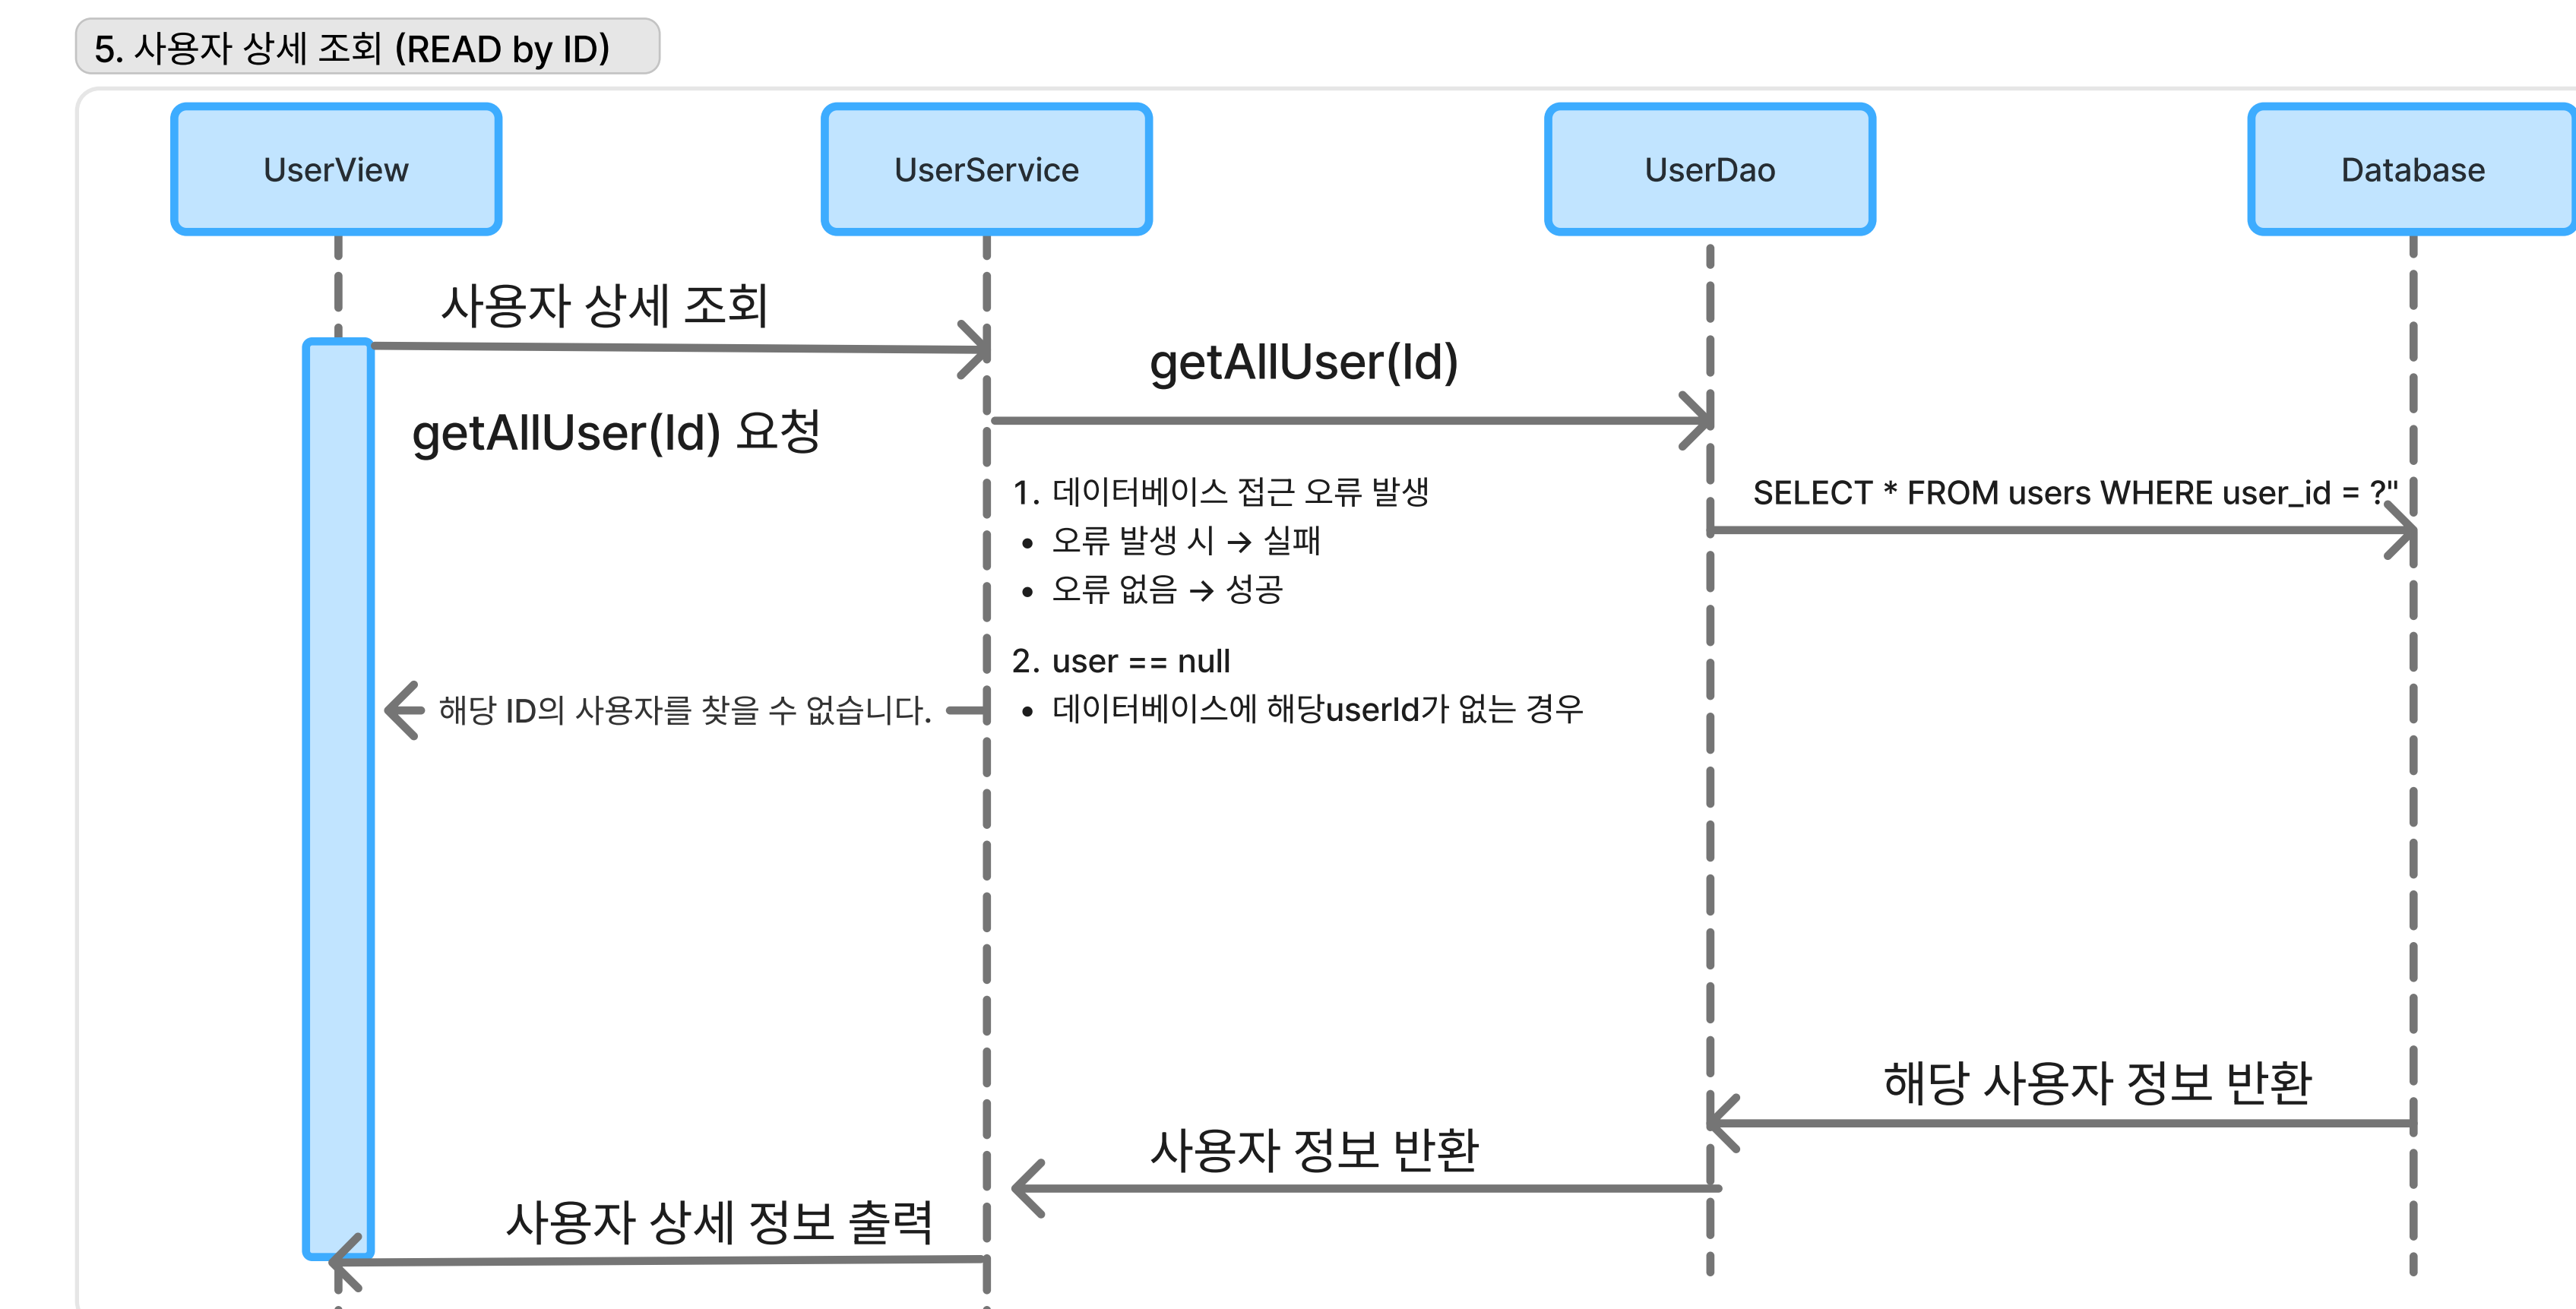 5. 사용자 상세 조회 (READ by ID)
UserView
UserService
UserDao
Database
사용자 상세 조회
getAllUser(Id)
getAllUser(Id) 요청
1. 데이터베이스 접근 오류 발생
SELECT * FROM users WHERE user_id = ?"
• 오류 발생 시 → 실패
• 오류 없음 → 성공
2. user == null
• 데이터베이스에 해당userId가 없는 경우
해당 ID의 사용자를 찾을 수 없습니다.
해당 사용자 정보 반환
사용자 정보 반환
사용자 상세 정보 출력